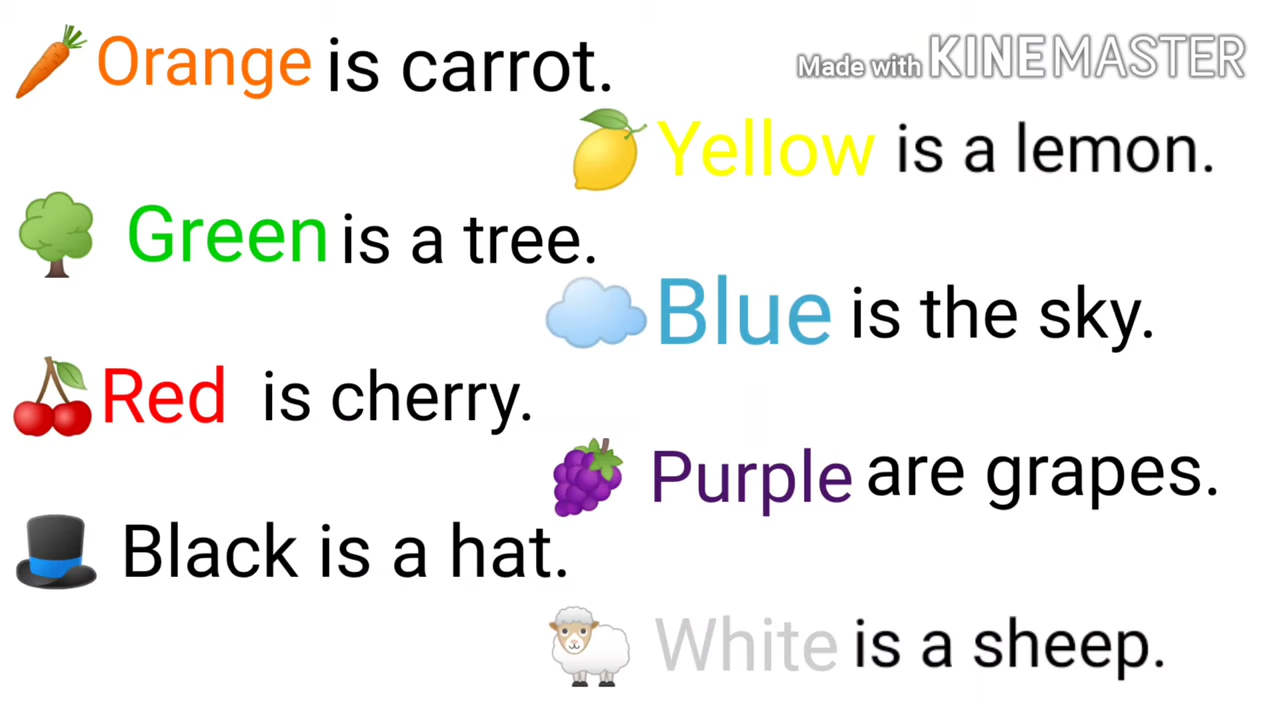 Orange is carrot.
Made with KINEMASTER
Yellow is a lemon.
Green is a tree.
Blue is the sky.
Red is cherry.
Purple are grapes.
Black is a hat.
White is a sheep.